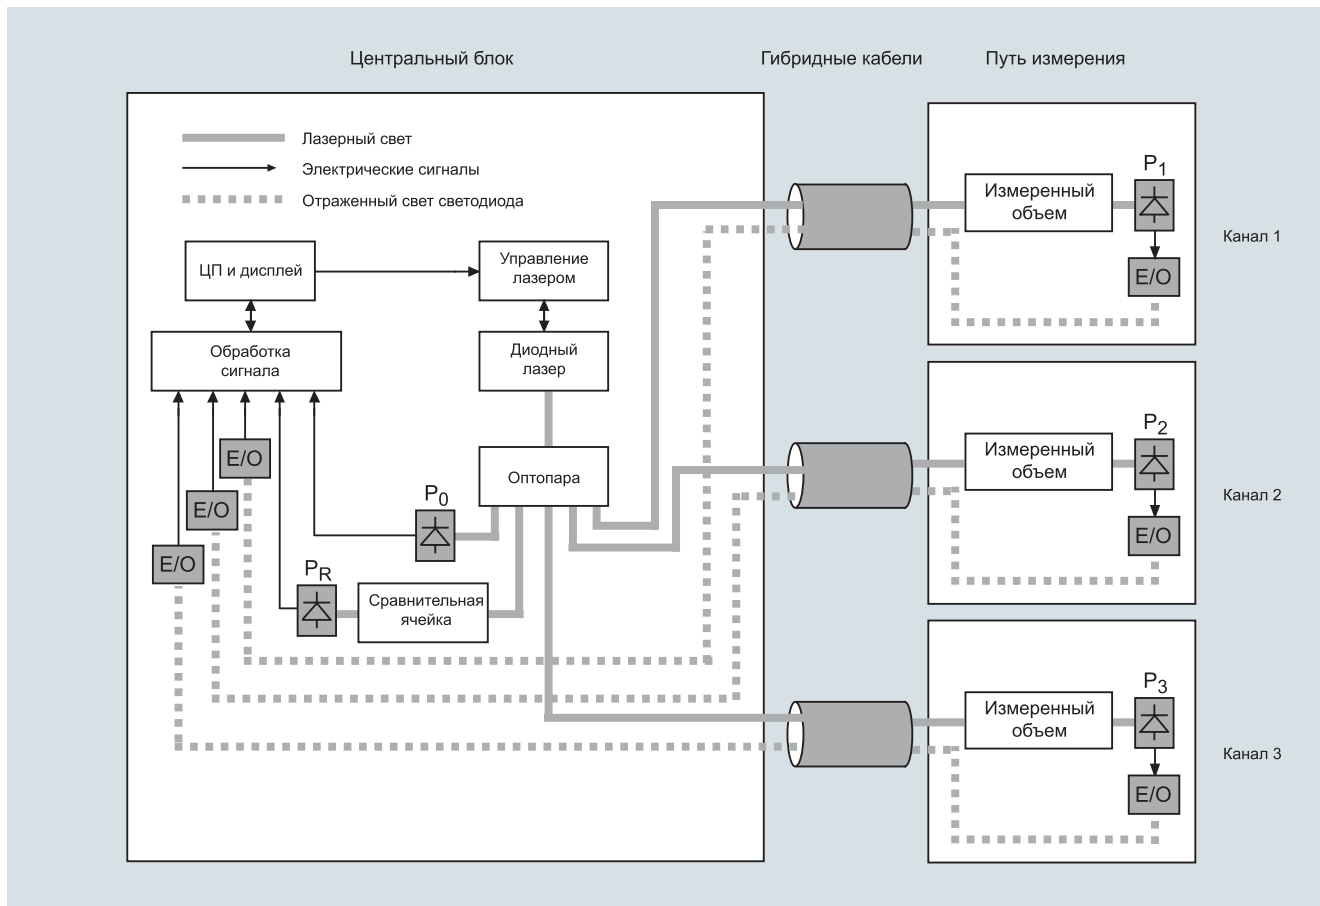 Центральный блок
Гибридные кабели
Путь измерения
Лазерный свет
Электрические сигналы
Отраженный свет светодиода
ЦП и дисплей
Управление
лазером
Обработка
сигнала
Диодный
лазер
E/O
E/O
E/O
Оптопара
P0
PR
Сравнительная
ячейка
Измеренный
объем
P1
E/O
Канал 1
Измеренный
объем
P2
E/O
Канал 2
Измеренный
объем
P3
E/O
Канал 3